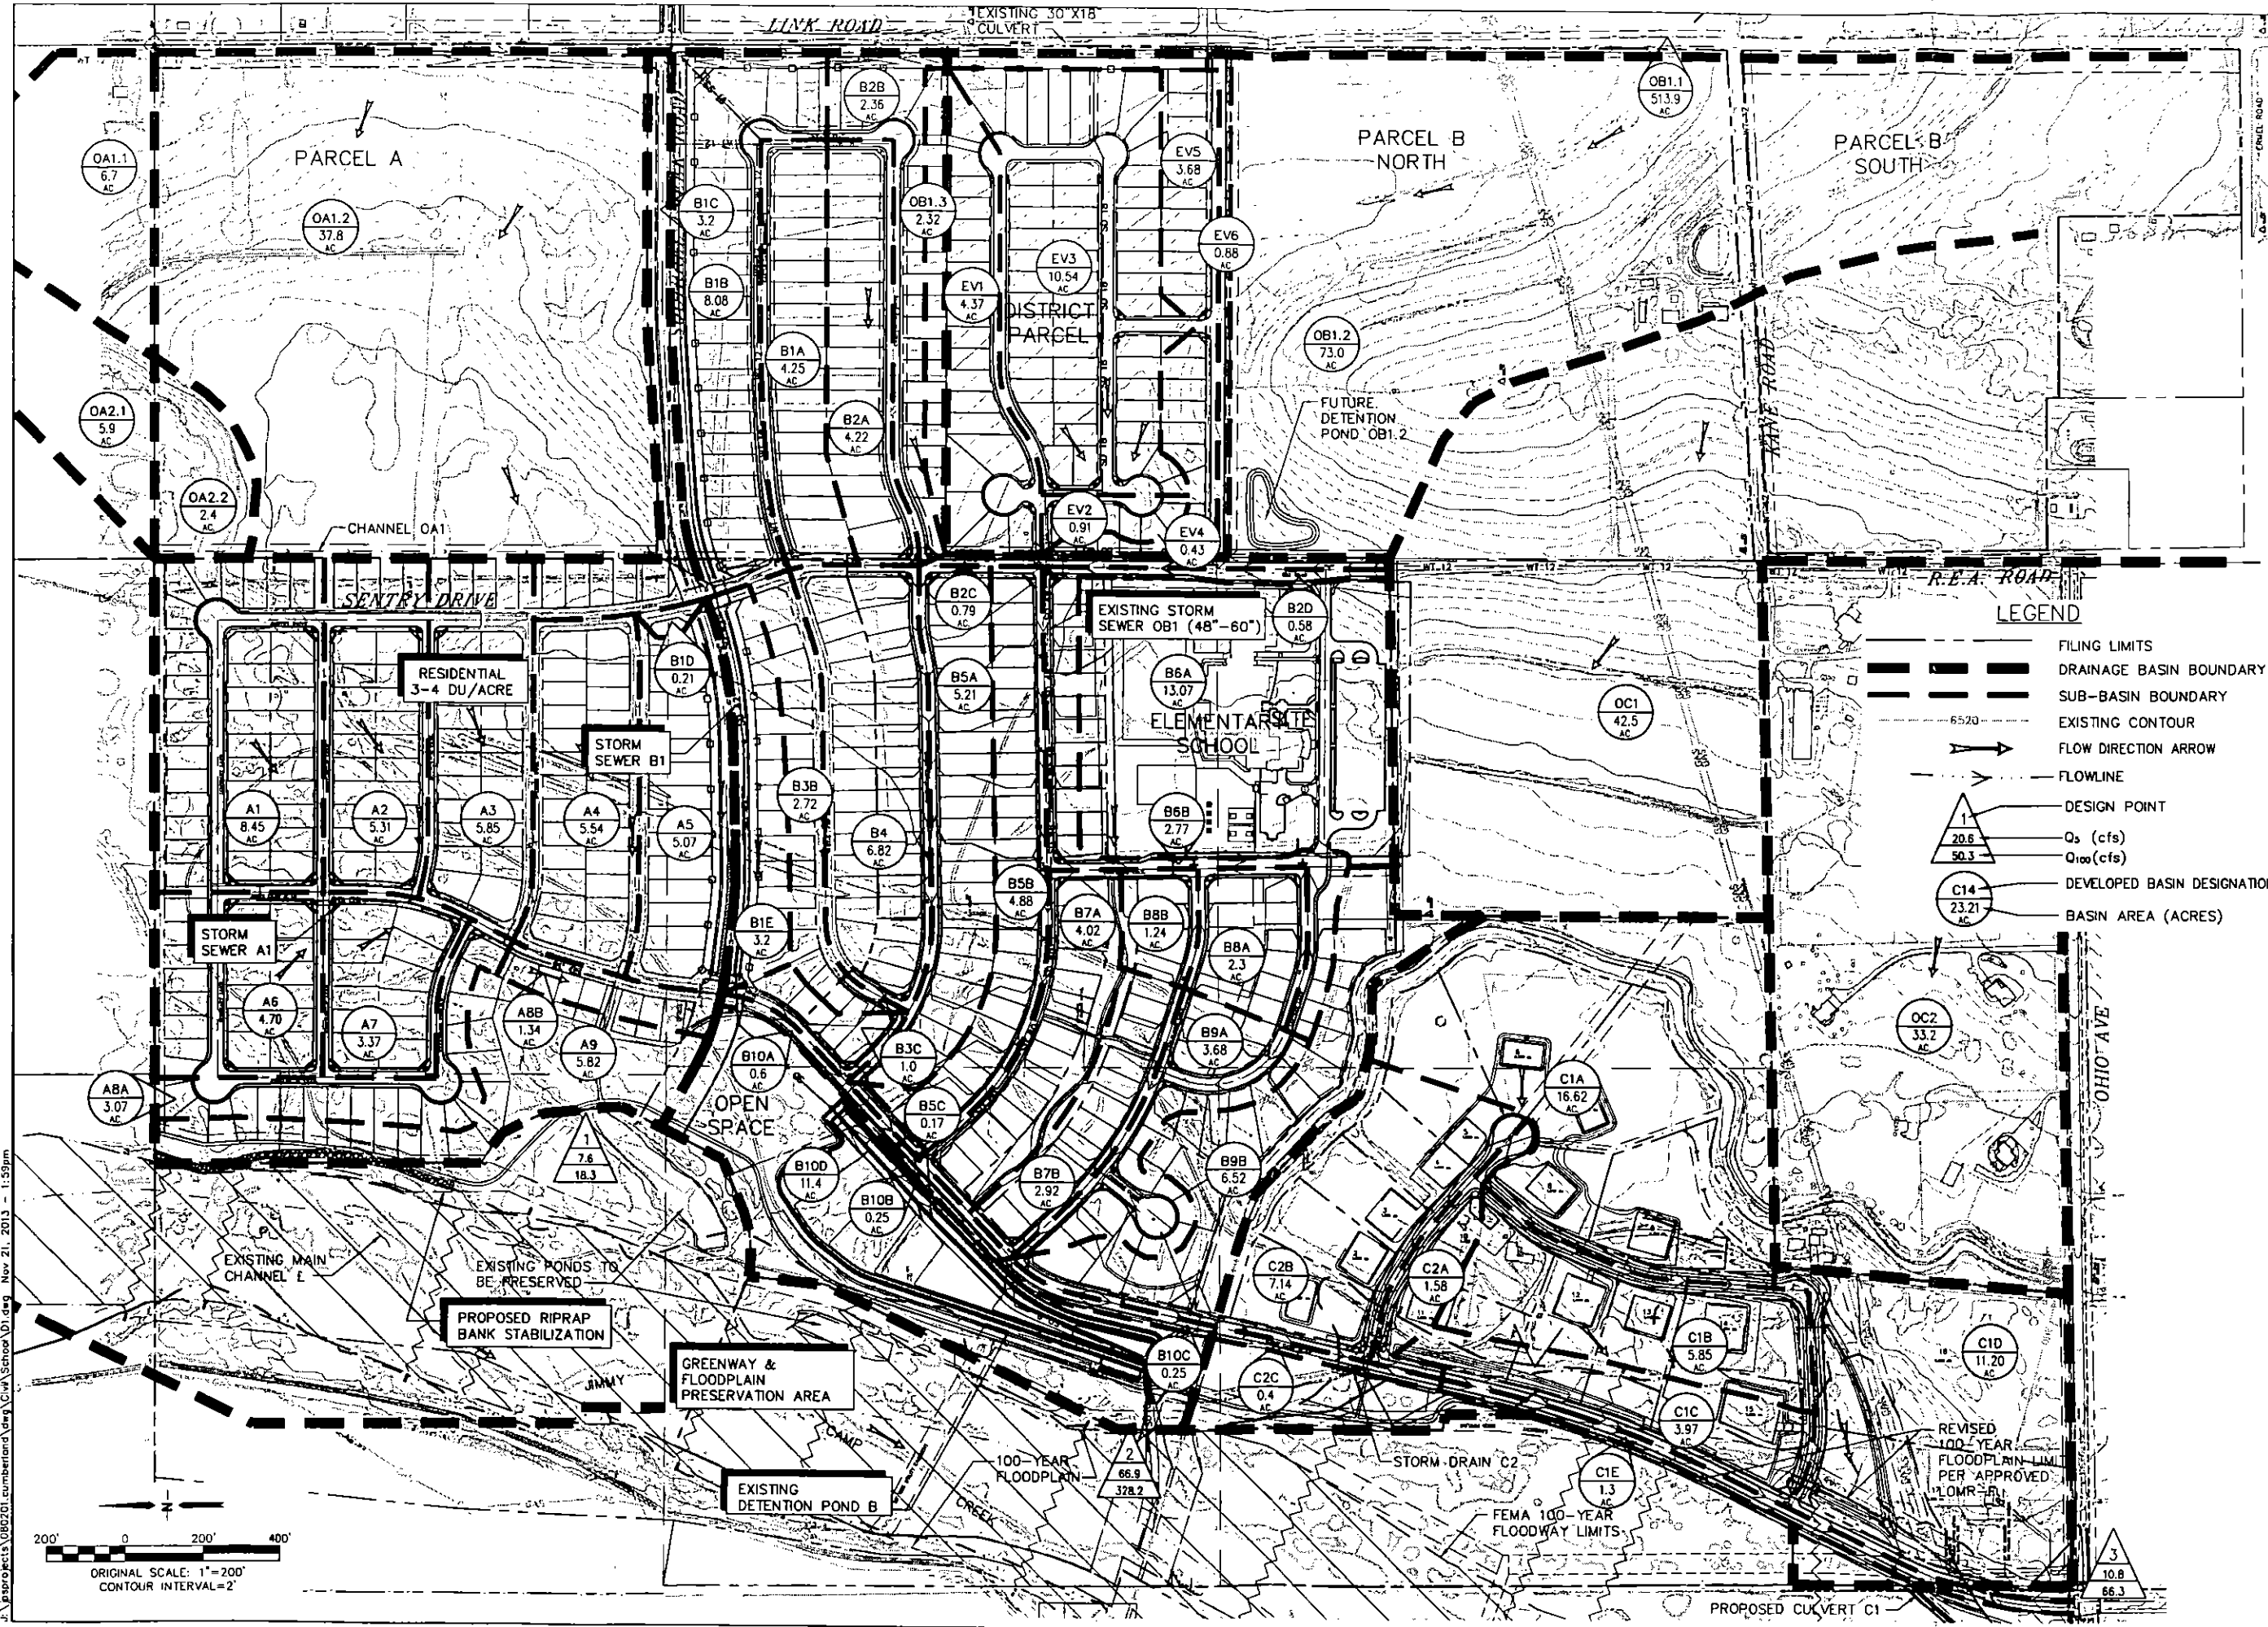 LINK ROAD
EXISTING 30"X18"
CULVERT
OB1.1
513.9
AC
B2B
2.36
AC
PARCEL A
PARCEL B
NORTH
PARCEL B
SOUTH
OA1.1
6.7
AC
EV5
3.68
AC
OA1.2
37.8
AC
B1C
3.2
AC
OB1.3
2.32
AC
EV6
0.88
AC
B1B
8.08
AC
EV1
4.37
AC
EV3
10.54
AC
DISTRICT
PARCEL
B1A
4.25
AC
OB1.2
73.0
AC
KANE ROAD
OA2.1
5.9
AC
B2A
4.22
AC
FUTURE
DETENTION
POND OB1.2
OA2.2
2.4
AC
CHANNEL OA1
EV2
0.91
AC
EV4
0.43
AC
WT-12
R.E.A. ROAD
SENTRY DRIVE
B2C
0.79
AC
EXISTING STORM
SEWER OB1 (48"-60")
B2D
0.58
AC
LEGEND
FILING LIMITS
DRAINAGE BASIN BOUNDARY
SUB-BASIN BOUNDARY
6520
EXISTING CONTOUR
FLOW DIRECTION ARROW
FLOWLINE
1
DESIGN POINT
20.6
Q5 (cfs)
50.3
Q100(cfs)
C14
DEVELOPED BASIN DESIGNATION
23.21
BASIN AREA (ACRES)
AC
RESIDENTIAL
3-4 DU/ACRE
B1D
0.21
AC
B5A
5.21
AC
B6A
13.07
AC
ELEMENTARY
SITE
SCHOOL
OC1
42.5
AC
STORM
SEWER B1
A1
8.45
AC
A2
5.31
AC
A3
5.85
AC
A4
5.54
AC
A5
5.07
AC
B3B
2.72
AC
B4
6.82
AC
B6B
2.77
AC
B5B
4.88
AC
STORM
SEWER A1
B1E
3.2
AC
B7A
4.02
AC
B8B
1.24
AC
B8A
2.3
AC
A6
4.70
AC
A7
3.37
AC
A8B
1.34
AC
A9
5.82
AC
B10A
0.6
AC
B3C
1.0
AC
B9A
3.68
AC
OC2
33.2
AC
OHIO AVE
A8A
3.07
AC
OPEN
SPACE
B5C
0.17
AC
C1A
16.62
AC
1
7.6
18.3
B10D
11.4
AC
B10B
0.25
AC
B7B
2.92
AC
B9B
6.52
AC
EXISTING MAIN
CHANNEL
EXISTING PONDS TO
BE PRESERVED
C2B
7.14
AC
C2A
1.58
AC
PROPOSED RIPRAP
BANK STABILIZATION
C1B
5.85
AC
C1D
11.20
AC
GREENWAY &
FLOODPLAIN
PRESERVATION AREA
JIMMY
CAMP
CREEK
B10C
0.25
AC
C2C
0.4
AC
C1C
3.97
AC
REVISED
100-YEAR
FLOODPLAIN LIMIT
PER APPROVED
LOMR-F
100-YEAR
FLOODPLAIN
2
66.9
328.2
STORM DRAIN C2
C1E
1.3
AC
EXISTING
DETENTION POND B
FEMA 100-YEAR
FLOODWAY LIMITS
3
10.8
66.3
PROPOSED CULVERT C1
N
200' 0 200' 400'
ORIGINAL SCALE: 1"=200'
CONTOUR INTERVAL=2'